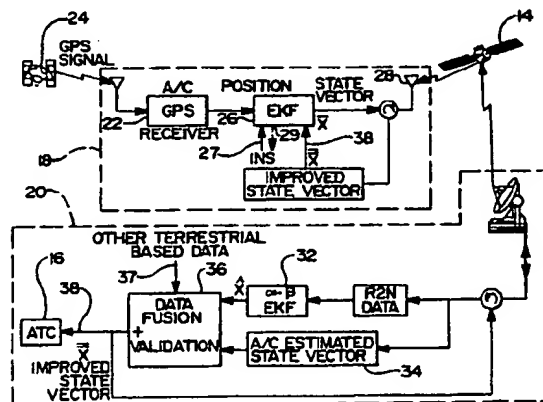 24
GPS
SIGNAL
14
A/C
POSITION
STATE
VECTOR
28
GPS
EKF
22
RECEIVER
26
29
X̄
27
INS
X̿
38
18
IMPROVED
STATE VECTOR
20
OTHER TERRESTRIAL
BASED DATA
37
36
32
16
38
X̂
DATA
FUSION
+
VALIDATION
α-β
EKF
R2N
DATA
ATC
X̿
IMPROVED
STATE
VECTOR
A/C ESTIMATED
STATE VECTOR
34